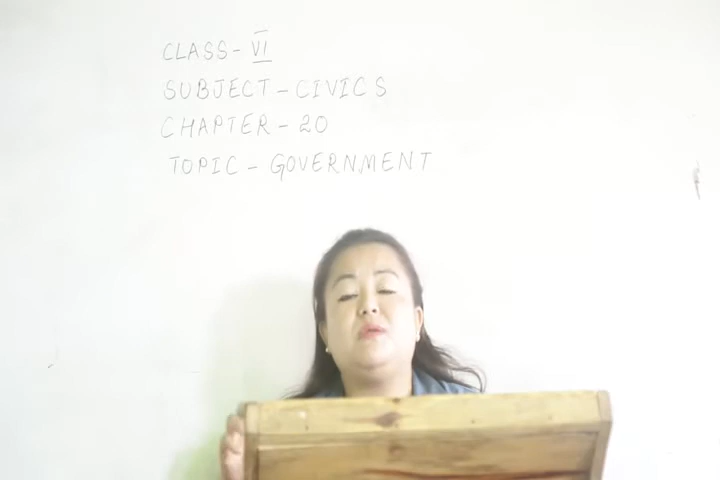 CLASS - VI
SUBJECT - CIVICS
CHAPTER - 20
TOPIC - GOVERNMENT